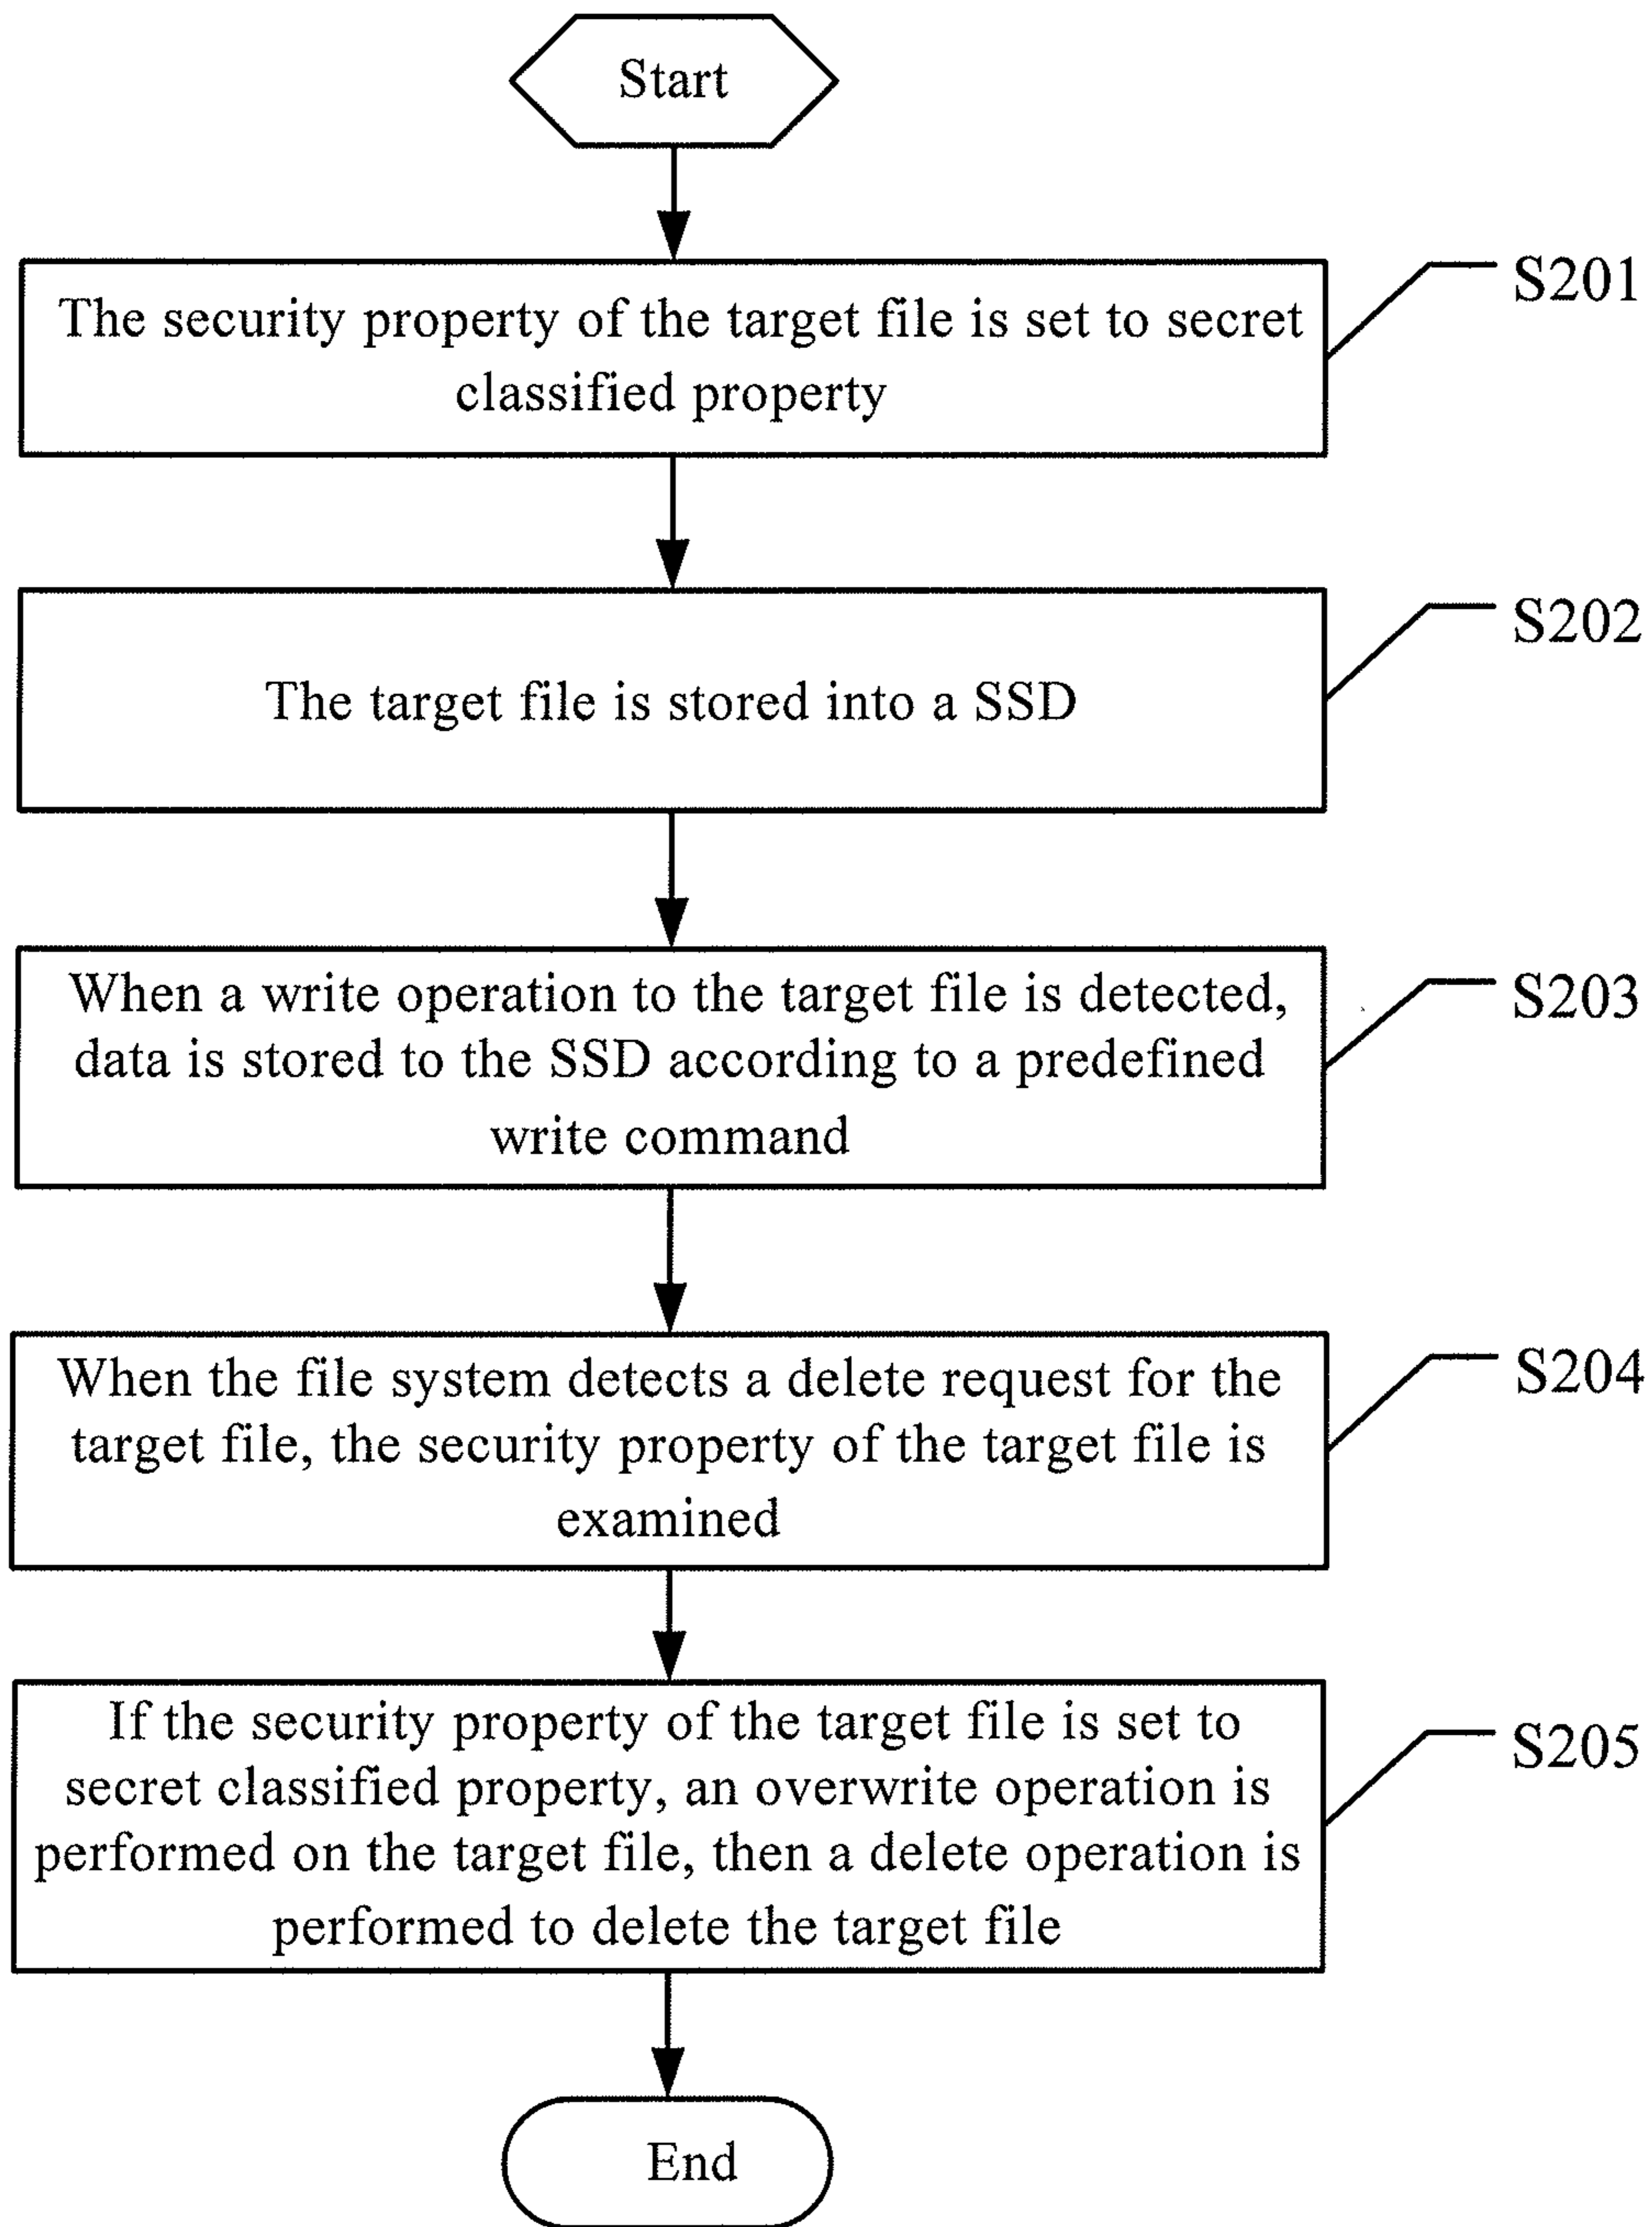 Start
The security property of the target file is set to secret
classified property
S201
The target file is stored into a SSD
S202
When a write operation to the target file is detected,
data is stored to the SSD according to a predefined
write command
S203
When the file system detects a delete request for the
target file, the security property of the target file is
examined
S204
If the security property of the target file is set to
secret classified property, an overwrite operation is
performed on the target file, then a delete operation is
performed to delete the target file
S205
End